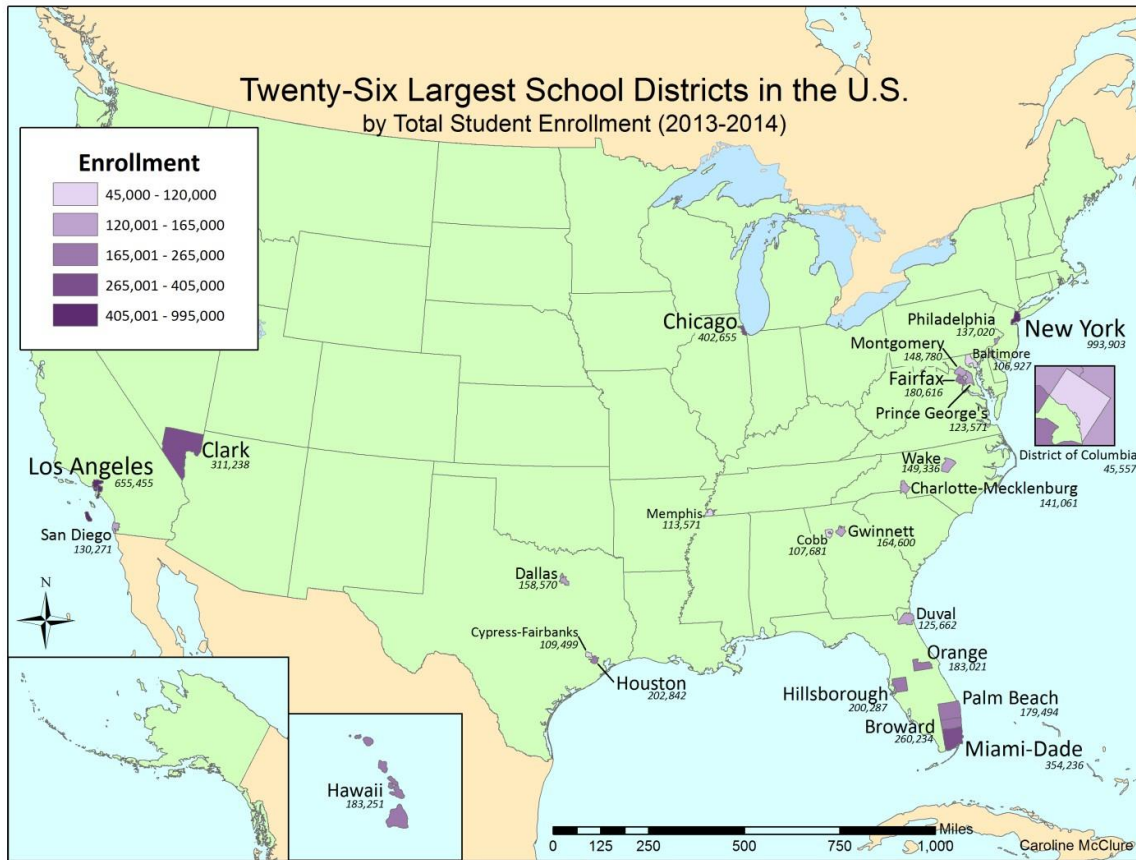 Twenty-Six Largest School Districts in the U.S.
by Total Student Enrollment (2013-2014)
Enrollment
45,000 - 120,000
120,001 - 165,000
165,001 - 265,000
265,001 - 405,000
405,001 - 995,000
Chicago
402,655
Philadelphia
137,020
New York
993,903
Montgomery
148,780
Baltimore
106,927
Fairfax
180,616
Prince George's
123,571
District of Columbia
45,557
Clark
311,238
Los Angeles
655,455
San Diego
130,271
Wake
149,336
Charlotte-Mecklenburg
141,061
Memphis
113,571
Cobb
107,681
Gwinnett
164,600
Dallas
158,570
Cypress-Fairbanks
109,499
Houston
202,842
Duval
125,662
Orange
183,021
Hillsborough
200,287
Palm Beach
179,494
Broward
260,234
Miami-Dade
354,236
N
Hawaii
183,251
Miles
0 125 250 500 750 1,000
Caroline McClure